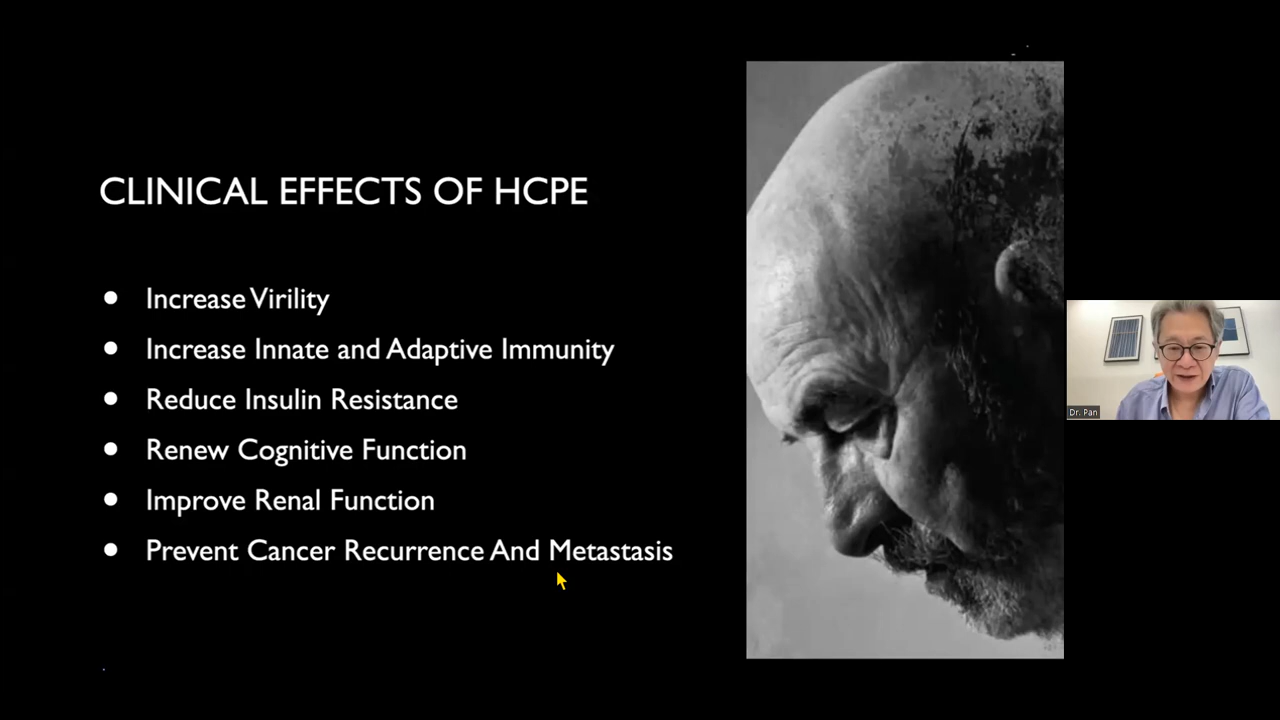 CLINICAL EFFECTS OF HCPE
● Increase Virility
● Increase Innate and Adaptive Immunity
● Reduce Insulin Resistance
● Renew Cognitive Function
● Improve Renal Function
● Prevent Cancer Recurrence And Metastasis
Dr. Pan